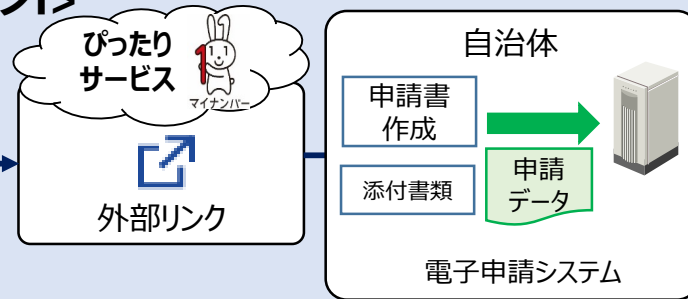 ぴったり
サービス
マイナンバー
外部リンク
自治体
申請書
作成
添付書類
申請
データ
電子申請システム